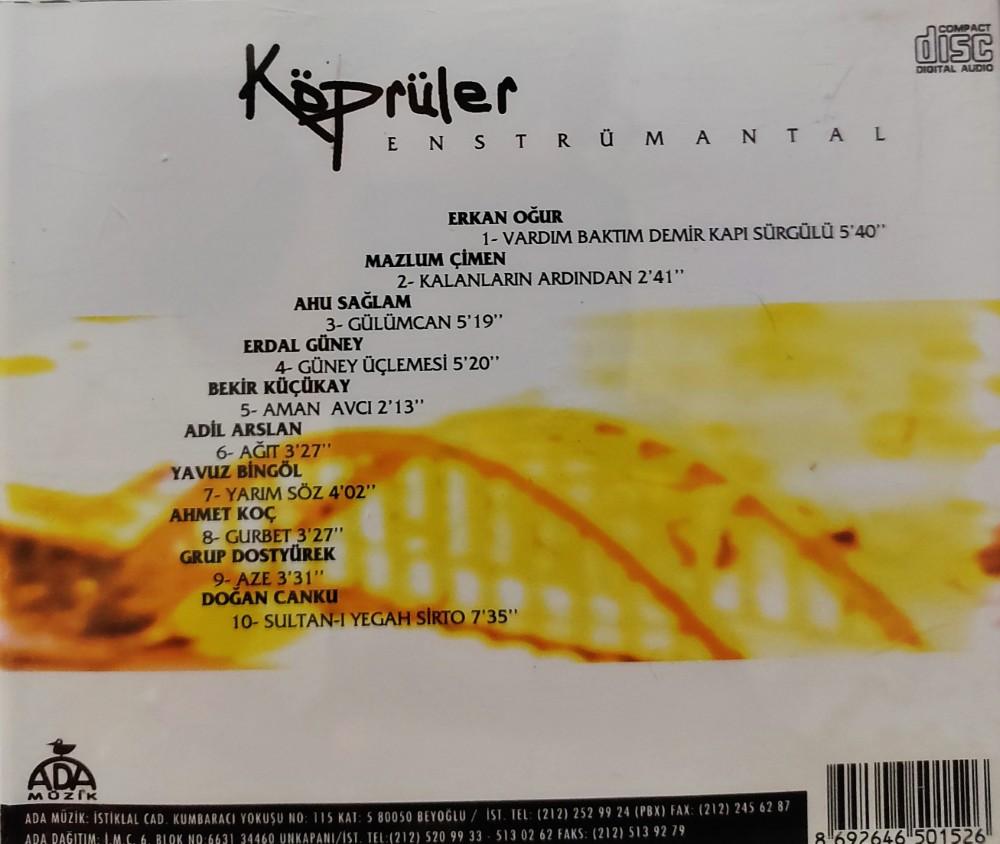 COMPACT
disc
DIGITAL AUDIO
Köprüler
ENSTRÜMANTAL
ERKAN OĞUR
1- VARDIM BAKTIM DEMİR KAPI SÜRGÜLÜ 5'40''
MAZLUM ÇİMEN
2- KALANLARIN ARDINDAN 2'41''
AHU SAĞLAM
3- GÜLÜMCAN 5'19''
ERDAL GÜNEY
4- GÜNEY ÜÇLEMESİ 5'20''
BEKİR KÜÇÜKAY
5- AMAN AVCI 2'13''
ADİL ARSLAN
6- AĞIT 3'27''
YAVUZ BİNGÖL
7- YARIM SÖZ 4'02''
AHMET KOÇ
8- GURBET 3'27''
GRUP DOSTYÜREK
9- AZE 3'31''
DOĞAN CANKU
10- SULTAN-I YEGAH SİRTO 7'35''
ADA
MÜZİK
ADA MÜZİK: İSTİKLAL CAD. KUMBARACI YOKUŞU NO: 115 KAT: 5 80050 BEYOĞLU / İST. TEL: (212) 252 99 24 (PBX) FAX: (212) 245 62 87
ADA DAĞITIM: İ.M.Ç. 6. BLOK NO:6631 34460 UNKAPANI/İST. TEL:(212) 520 99 33 - 513 02 62 FAKS: (212) 513 92 79
8 692646 501526